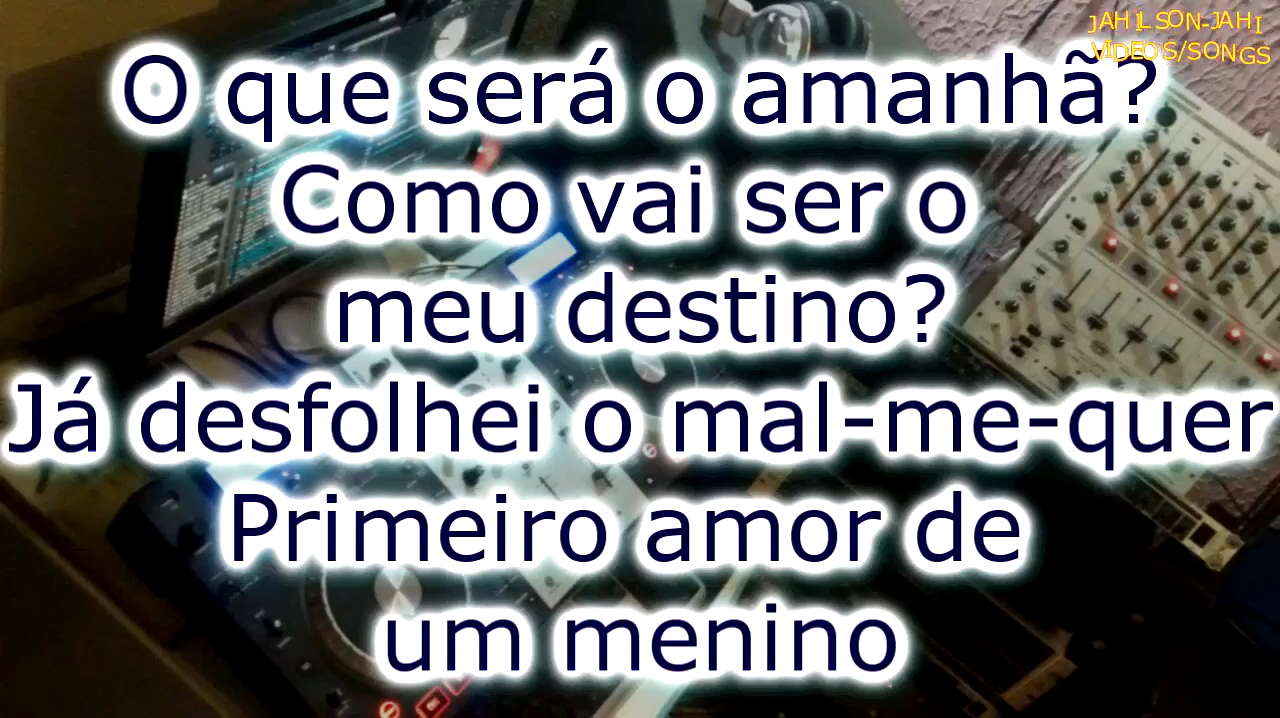 JAHILSON-JAHI
VIDEOS/SONGS
O que será o amanhã?
Como vai ser o
meu destino?
Já desfolhei o mal-me-quer
Primeiro amor de
um menino